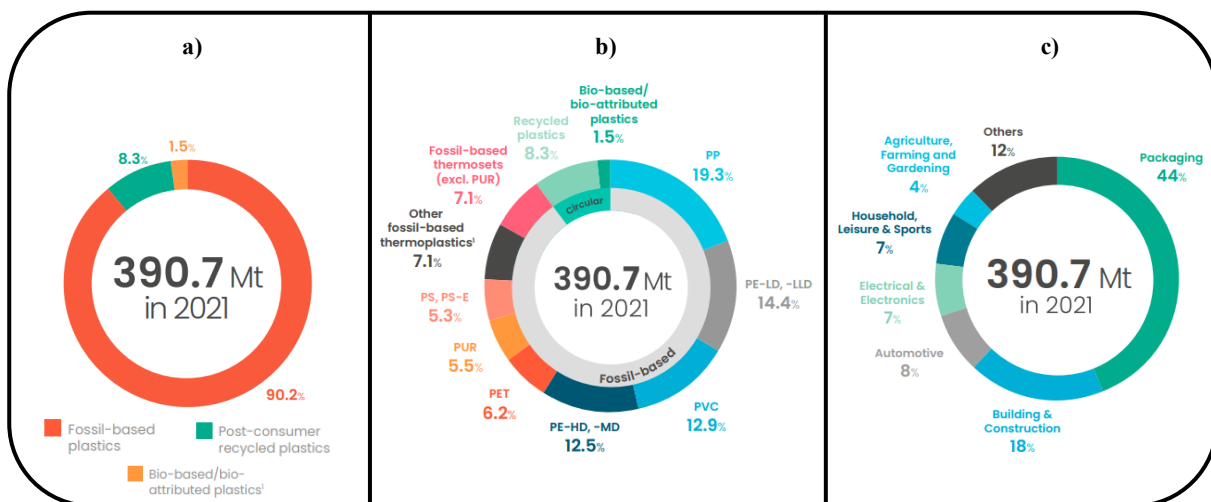 a)
1.5%
8.3%
390.7 Mt
in 2021
90.2%
Fossil-based
plastics
Post-consumer
recycled plastics
Bio-based/bio-
attributed plastics¹
b)
Bio-based/
bio-attributed
plastics
1.5%
Recycled
plastics
8.3%
Fossil-based
thermosets
(excl. PUR)
7.1%
Other
fossil-based
thermoplastics¹
7.1%
PS, PS-E
5.3%
PUR
5.5%
PET
6.2%
PE-HD, -MD
12.5%
PVC
12.9%
PE-LD, -LLD
14.4%
PP
19.3%
Circular
Fossil-based
390.7 Mt
in 2021
c)
Others
12%
Agriculture,
Farming and
Gardening
4%
Household,
Leisure & Sports
7%
Electrical &
Electronics
7%
Automotive
8%
Building &
Construction
18%
Packaging
44%
390.7 Mt
in 2021